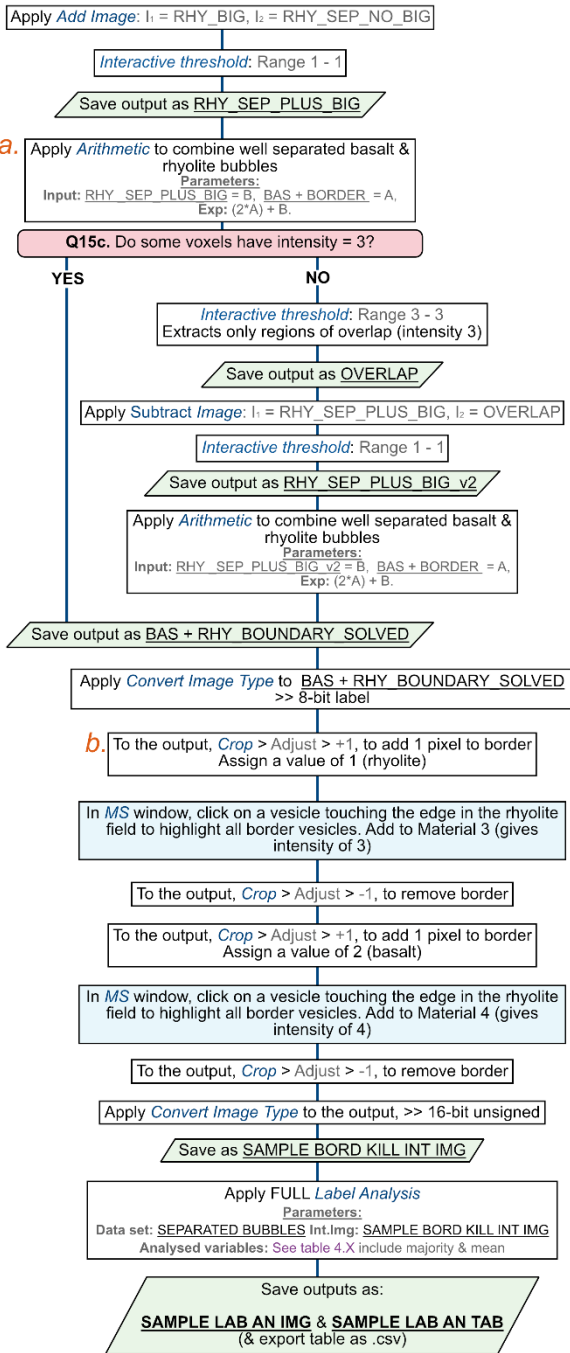 Apply Add Image: I₁ = RHY_BIG, I₂ = RHY_SEP_NO_BIG
Interactive threshold: Range 1 - 1
Save output as RHY_SEP_PLUS_BIG
a.
Apply Arithmetic to combine well separated basalt &
rhyolite bubbles
Parameters:
Input: RHY_SEP_PLUS_BIG = B, BAS + BORDER = A,
Exp: (2*A) + B.
Q15c. Do some voxels have intensity = 3?
YES
NO
Interactive threshold: Range 3 - 3
Extracts only regions of overlap (intensity 3)
Save output as OVERLAP
Apply Subtract Image: I₁ = RHY_SEP_PLUS_BIG, I₂ = OVERLAP
Interactive threshold: Range 1 - 1
Save output as RHY_SEP_PLUS_BIG_v2
Apply Arithmetic to combine well separated basalt &
rhyolite bubbles
Parameters:
Input: RHY_SEP_PLUS_BIG_v2 = B, BAS + BORDER = A,
Exp: (2*A) + B.
Save output as BAS + RHY_BOUNDARY_SOLVED
Apply Convert Image Type to BAS + RHY_BOUNDARY_SOLVED
>> 8-bit label
b.
To the output, Crop > Adjust > +1, to add 1 pixel to border
Assign a value of 1 (rhyolite)
In MS window, click on a vesicle touching the edge in the rhyolite
field to highlight all border vesicles. Add to Material 3 (gives
intensity of 3)
To the output, Crop > Adjust > -1, to remove border
To the output, Crop > Adjust > +1, to add 1 pixel to border
Assign a value of 2 (basalt)
In MS window, click on a vesicle touching the edge in the rhyolite
field to highlight all border vesicles. Add to Material 4 (gives
intensity of 4)
To the output, Crop > Adjust > -1, to remove border
Apply Convert Image Type to the output, >> 16-bit unsigned
Save as SAMPLE BORD KILL INT IMG
Apply FULL Label Analysis
Parameters:
Data set: SEPARATED BUBBLES Int.Img: SAMPLE BORD KILL INT IMG
Analysed variables: See table 4.X include majority & mean
Save outputs as:
SAMPLE LAB AN IMG & SAMPLE LAB AN TAB
(& export table as .csv)